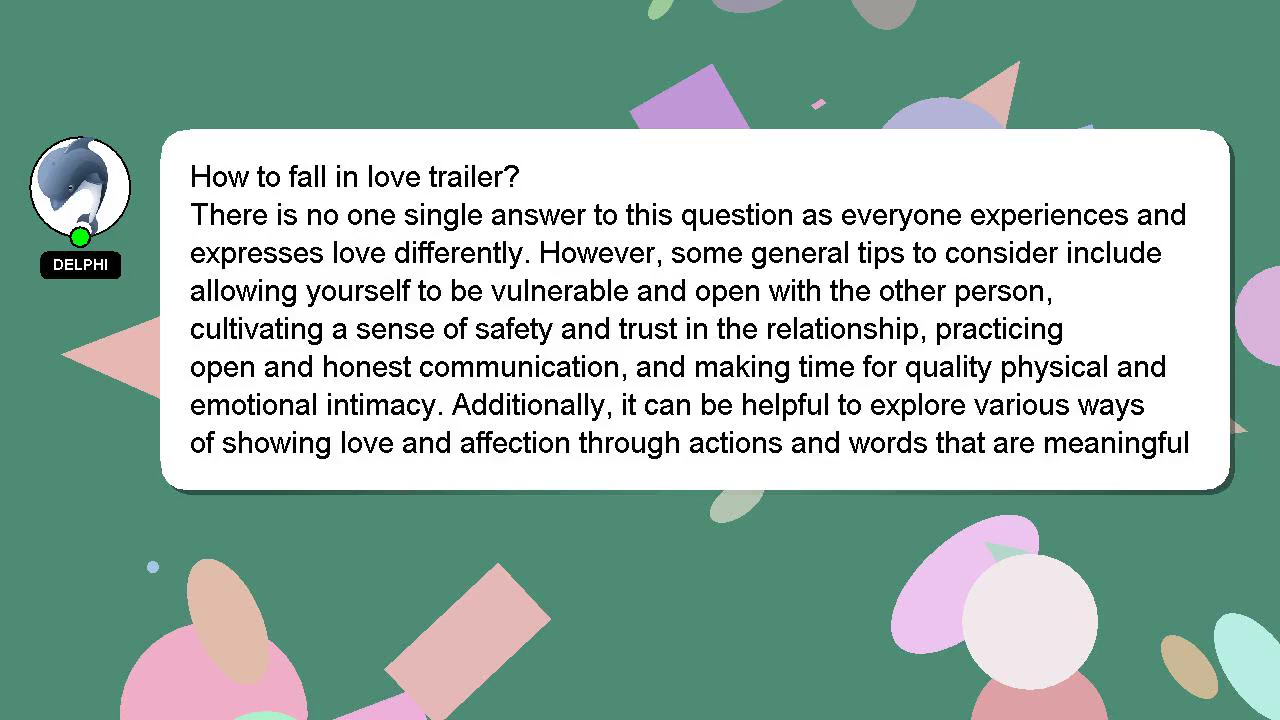 How to fall in love trailer?
There is no one single answer to this question as everyone experiences and
expresses love differently. However, some general tips to consider include
allowing yourself to be vulnerable and open with the other person,
cultivating a sense of safety and trust in the relationship, practicing
open and honest communication, and making time for quality physical and
emotional intimacy. Additionally, it can be helpful to explore various ways
of showing love and affection through actions and words that are meaningful
DELPHI